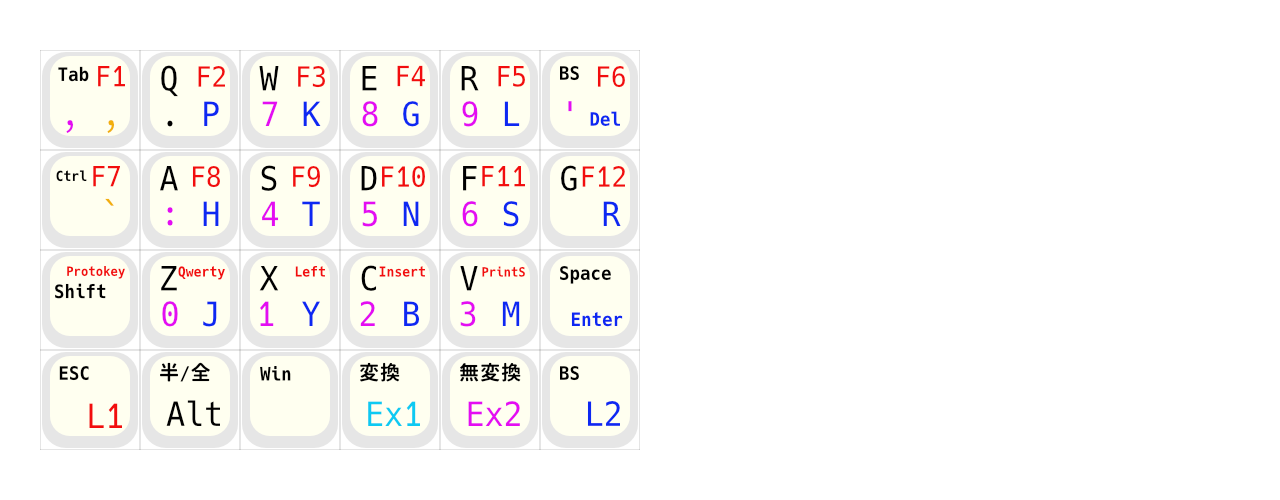 Tab F1 Q F2 W F3 E F4 R F5 BS F6
, , . P 7 K 8 G 9 L ' Del
Ctrl F7 A F8 S F9 D F10 F F11 G F12
` : H 4 T 5 N 6 S R
Protokey Z Qwerty X Left C Insert V PrintS Space
Shift 0 J 1 Y 2 B 3 M Enter
ESC 半/全 Win 変換 無変換 BS
L1 Alt Ex1 Ex2 L2